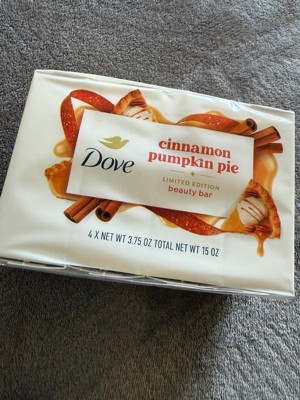 Dove
cinnamon
pumpkin pie
+
LIMITED EDITION
beauty bar
4 X NET WT 3.75 OZ TOTAL NET WT 15 OZ